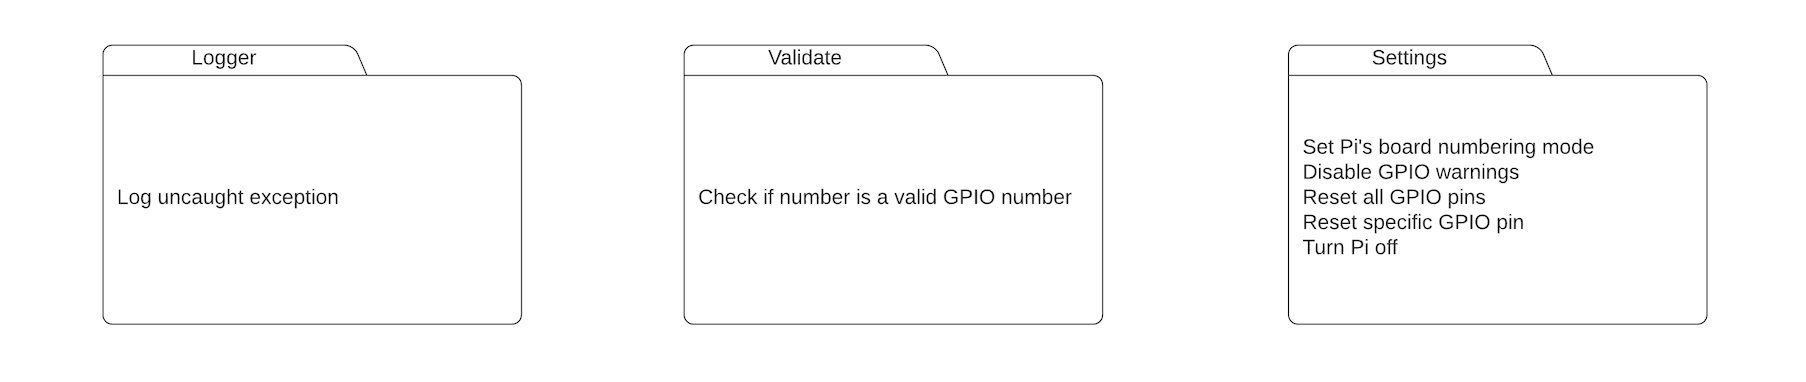 Logger
Log uncaught exception
Validate
Check if number is a valid GPIO number
Settings
Set Pi's board numbering mode
Disable GPIO warnings
Reset all GPIO pins
Reset specific GPIO pin
Turn Pi off